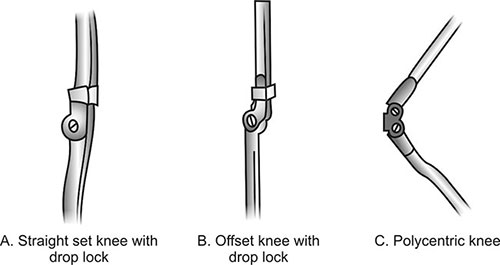 A. Straight set knee with
drop lock
B. Offset knee with
drop lock
C. Polycentric knee